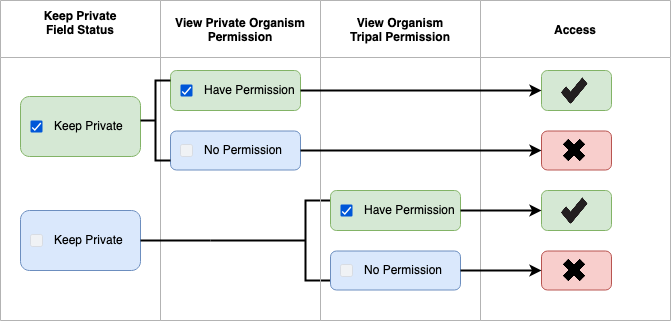 Keep Private
Field Status
View Private Organism
Permission
View Organism
Tripal Permission
Access
Have Permission
Keep Private
No Permission
Have Permission
Keep Private
No Permission